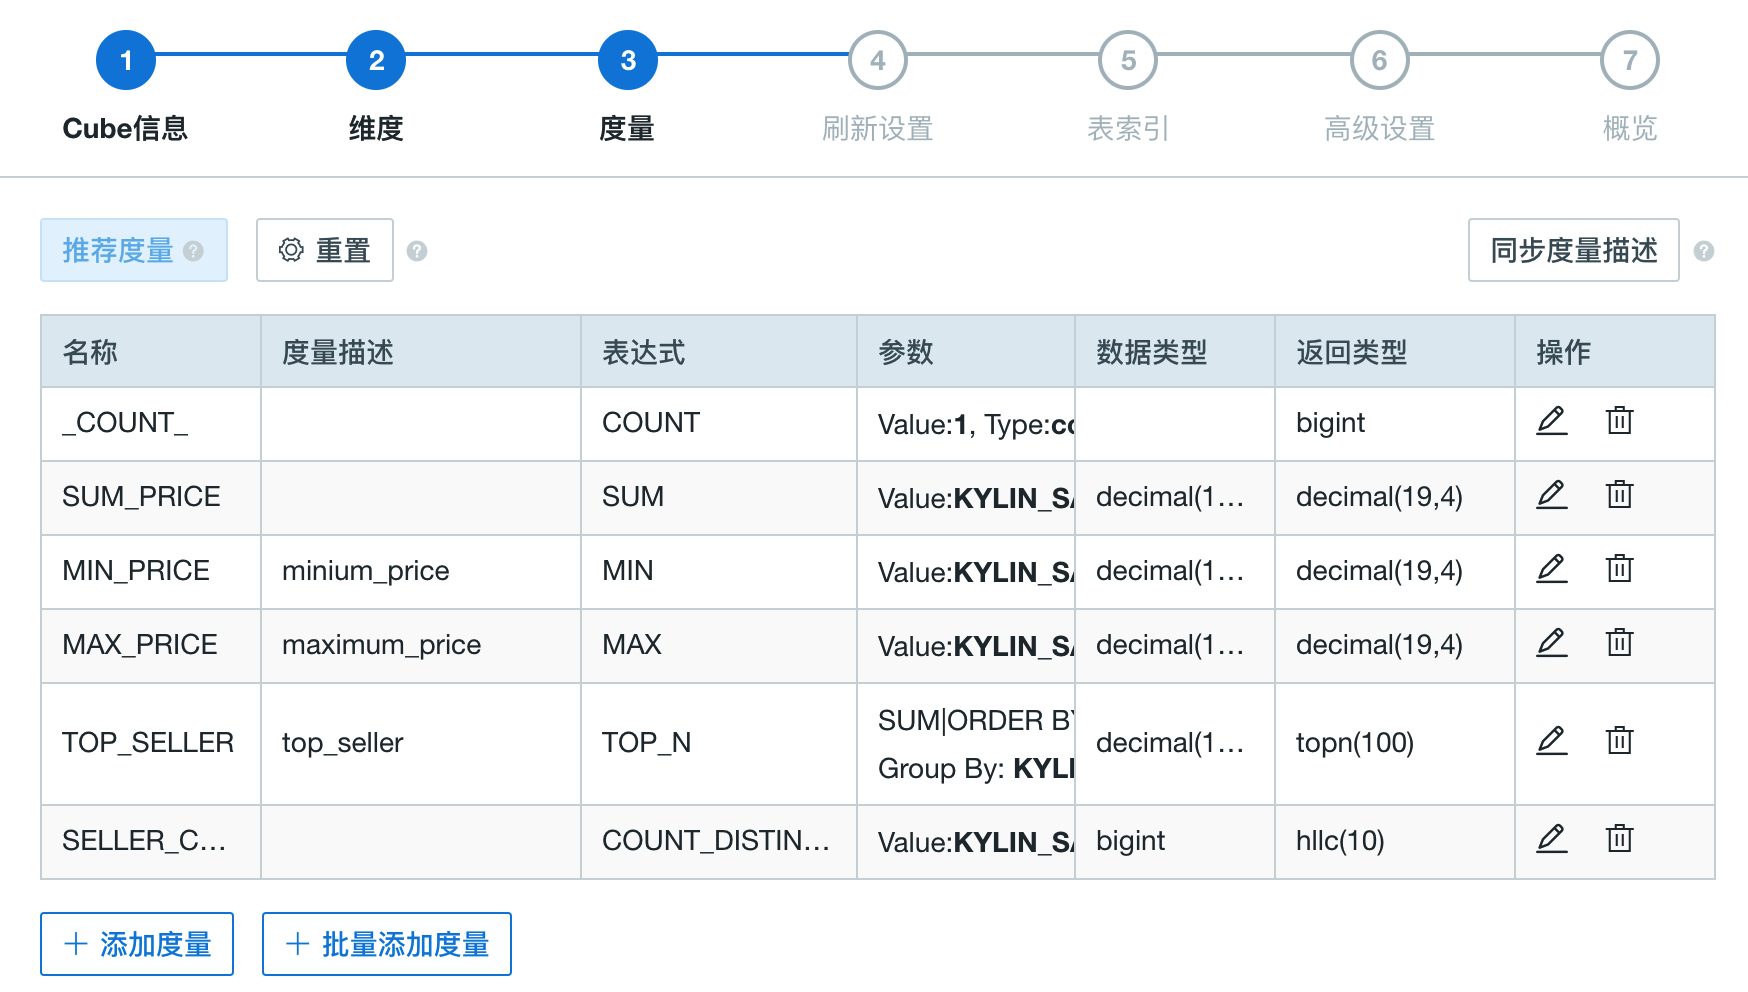 1 2 3 4 5 6 7
Cube信息 维度 度量 刷新设置 表索引 高级设置 概览
推荐度量 ? 重置 ? 同步度量描述 ?
名称 度量描述 表达式 参数 数据类型 返回类型 操作
_COUNT_ COUNT Value:1, Type:co bigint
SUM_PRICE SUM Value:KYLIN_SA decimal(1... decimal(19,4)
MIN_PRICE minium_price MIN Value:KYLIN_SA decimal(1... decimal(19,4)
MAX_PRICE maximum_price MAX Value:KYLIN_SA decimal(1... decimal(19,4)
TOP_SELLER top_seller TOP_N SUM|ORDER BY decimal(1... topn(100)
Group By: KYLI
SELLER_C... COUNT_DISTIN... Value:KYLIN_SA bigint hllc(10)
+ 添加度量 + 批量添加度量